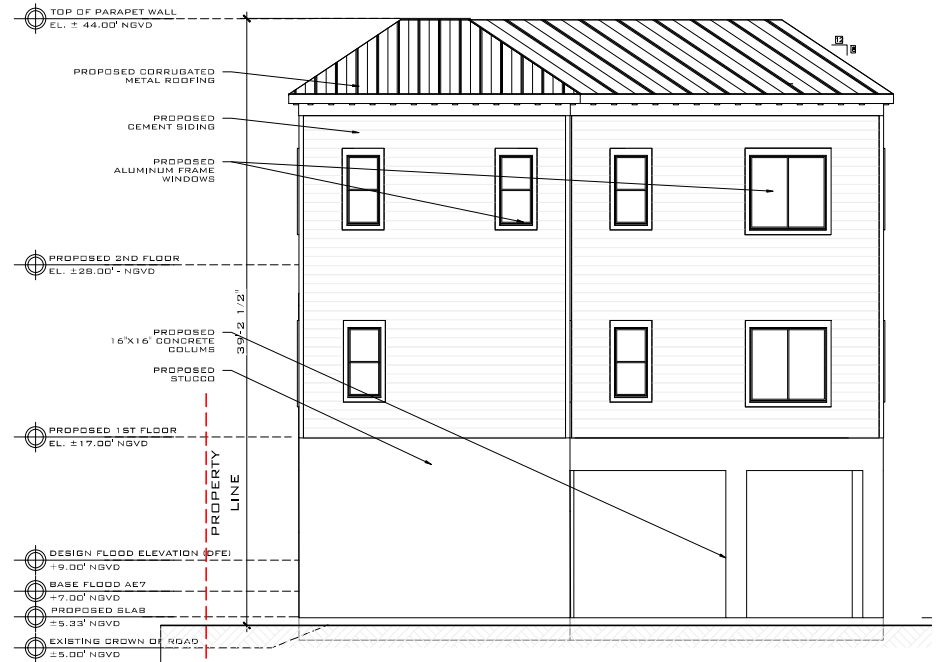 TOP OF PARAPET WALL
EL. ± 44.00' NGVD
12
PROPOSED CORRUGATED
METAL ROOFING
PROPOSED
CEMENT SIDING
PROPOSED
ALUMINUM FRAME
WINDOWS
PROPOSED 2ND FLOOR
EL. ±28.00' - NGVD
39'-2 1/2"
PROPOSED
16"X16" CONCRETE
COLUMS
PROPOSED
STUCCO
PROPOSED 1ST FLOOR
EL. ±17.00' NGVD
PROPERTY
LINE
DESIGN FLOOD ELEVATION (DFE)
+9.00' NGVD
BASE FLOOD AE7
+7.00' NGVD
PROPOSED SLAB
±5.33' NGVD
EXISTING CROWN OF ROAD
±5.00' NGVD